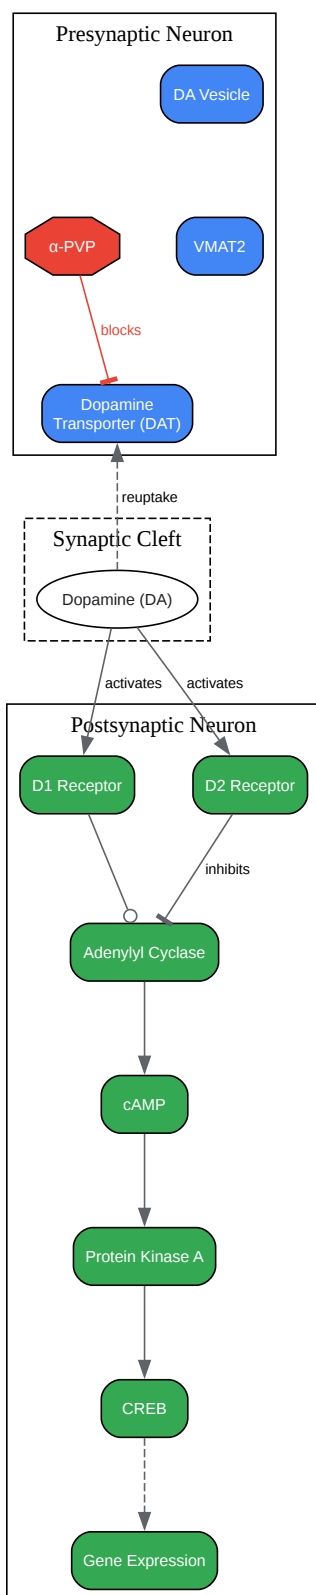 Presynaptic Neuron
DA Vesicle
α-PVP
VMAT2
blocks
Dopamine
Transporter (DAT)
reuptake
Synaptic Cleft
Dopamine (DA)
activates
activates
Postsynaptic Neuron
D1 Receptor
D2 Receptor
inhibits
Adenylyl Cyclase
cAMP
Protein Kinase A
CREB
Gene Expression